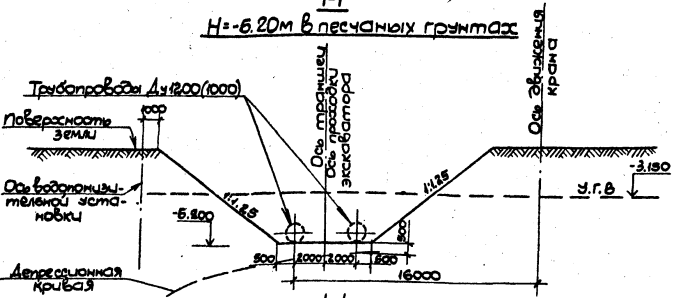 1-1
Н=-6.20м в песчаных грунтах
Трубопроводы Ду1200(1000)
1000
Поверхность
земли
Ось траншеи
Ось проходки
экскаватора
Ось движения
крана
Ось водопонизи-
тельной уста-
новки
1:1.25
1:1.25
-3.150
У.Г.В
-6.200
500
2000
2000
500
16000
Депрессионная
кривая